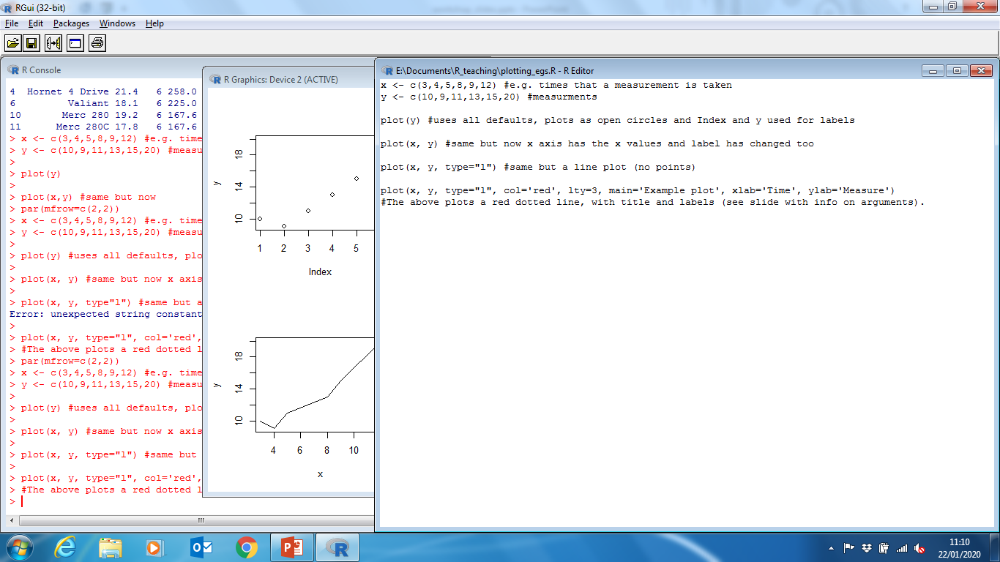 RGui (32-bit)
File Edit Packages Windows Help
R Console
4 Hornet 4 Drive 21.4 6 258.0
6 Valiant 18.1 6 225.0
10 Merc 280 19.2 6 167.6
11 Merc 280C 17.8 6 167.6
> x <- c(3,4,5,8,9,12) #e.g. time
> y <- c(10,9,11,13,15,20) #measu
>
> plot(y)
>
> plot(x,y) #same but now
> par(mfrow=c(2,2))
> x <- c(3,4,5,8,9,12) #e.g. time
> y <- c(10,9,11,13,15,20) #measu
>
> plot(y) #uses all defaults, plo
>
> plot(x, y) #same but now x axis
>
> plot(x, y, type"l") #same but a
Error: unexpected string constant
>
> plot(x, y, type="l", col='red',
> #The above plots a red dotted l
> par(mfrow=c(2,2))
> x <- c(3,4,5,8,9,12) #e.g. time
> y <- c(10,9,11,13,15,20) #measu
>
> plot(y) #uses all defaults, plo
>
> plot(x, y) #same but now x axis
>
> plot(x, y, type="l") #same but
>
> plot(x, y, type="l", col='red',
> #The above plots a red dotted l
>
R Graphics: Device 2 (ACTIVE)
18
14
10
y
1 2 3 4 5
Index
18
14
10
y
4 6 8 10
x
E:\Documents\R_teaching\plotting_egs.R - R Editor
x <- c(3,4,5,8,9,12) #e.g. times that a measurement is taken
y <- c(10,9,11,13,15,20) #measurments
plot(y) #uses all defaults, plots as open circles and Index and y used for labels
plot(x, y) #same but now x axis has the x values and label has changed too
plot(x, y, type="l") #same but a line plot (no points)
plot(x, y, type="l", col='red', lty=3, main='Example plot', xlab='Time', ylab='Measure')
#The above plots a red dotted line, with title and labels (see slide with info on arguments).
11:10
22/01/2020